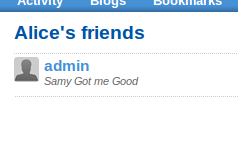 Activity Blogs Bookmarks
Alice's friends
admin
Samy Got me Good